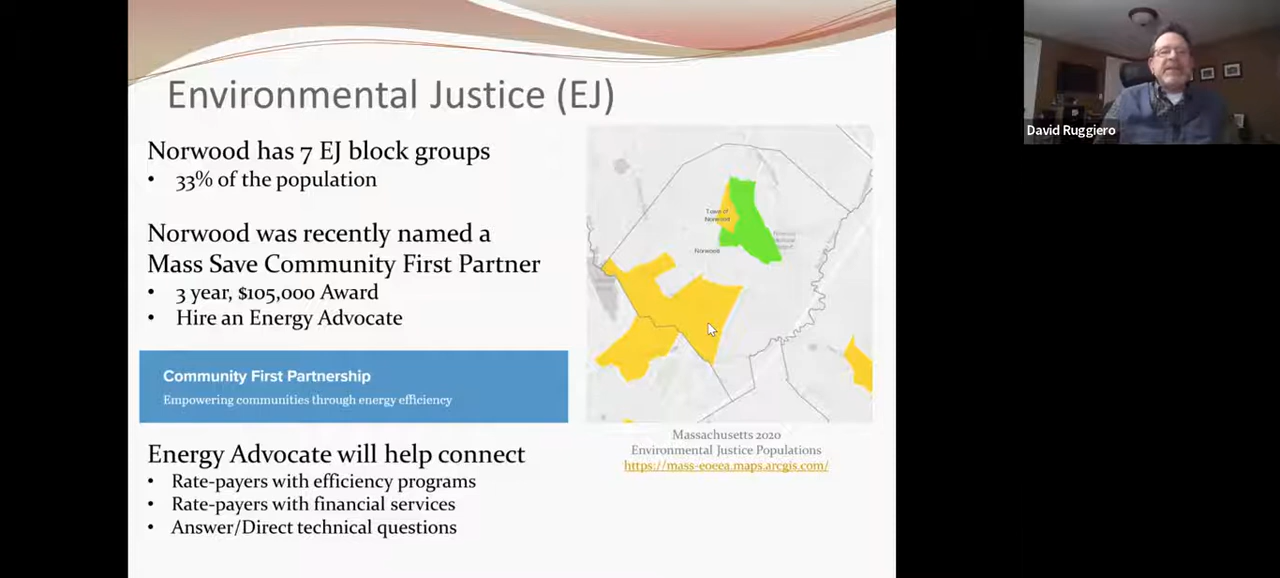 Environmental Justice (EJ)
Norwood has 7 EJ block groups
• 33% of the population
Norwood was recently named a
Mass Save Community First Partner
• 3 year, $105,000 Award
• Hire an Energy Advocate
Community First Partnership
Empowering communities through energy efficiency
Energy Advocate will help connect
• Rate-payers with efficiency programs
• Rate-payers with financial services
• Answer/Direct technical questions
Town of
Norwood
Norwood
Massachusetts 2020
Environmental Justice Populations
https://mass-eoeea.maps.arcgis.com/
David Ruggiero